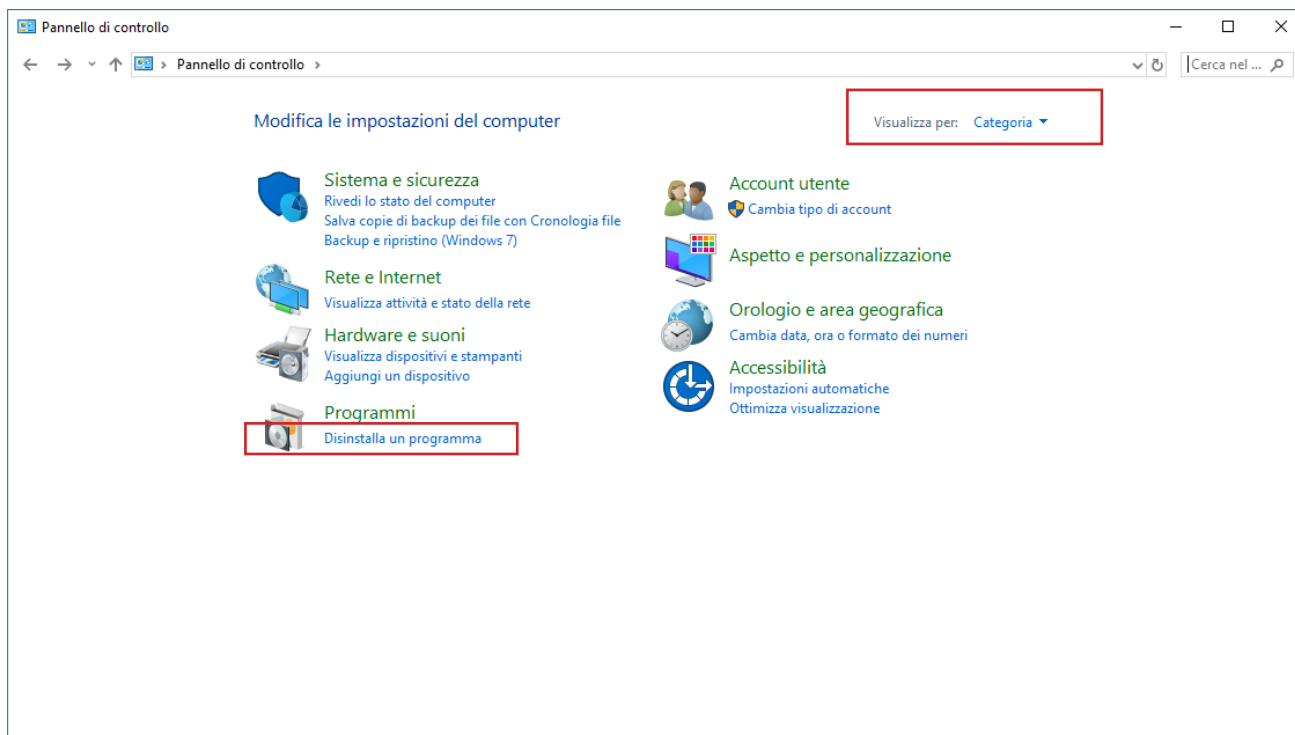 Pannello di controllo
Pannello di controllo
Cerca nel ...
Modifica le impostazioni del computer
Visualizza per: Categoria
Sistema e sicurezza
Rivedi lo stato del computer
Salva copie di backup dei file con Cronologia file
Backup e ripristino (Windows 7)
Rete e Internet
Visualizza attività e stato della rete
Hardware e suoni
Visualizza dispositivi e stampanti
Aggiungi un dispositivo
Programmi
Disinstalla un programma
Account utente
Cambia tipo di account
Aspetto e personalizzazione
Orologio e area geografica
Cambia data, ora o formato dei numeri
Accessibilità
Impostazioni automatiche
Ottimizza visualizzazione